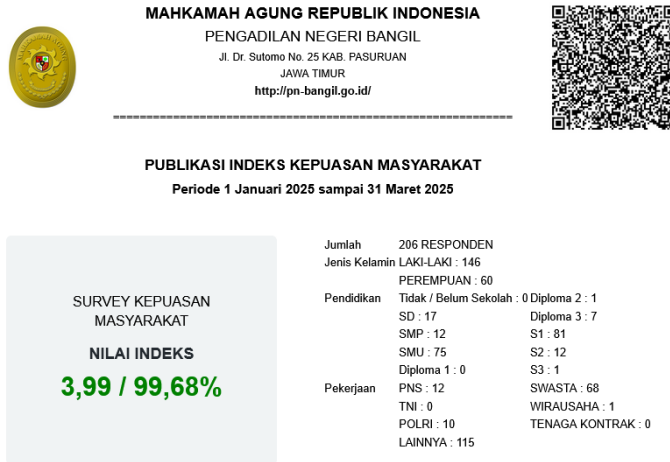 MAHKAMAH AGUNG REPUBLIK INDONESIA
PENGADILAN NEGERI BANGIL
Jl. Dr. Sutomo No. 25 KAB. PASURUAN
JAWA TIMUR
http://pn-bangil.go.id/
PUBLIKASI INDEKS KEPUASAN MASYARAKAT
Periode 1 Januari 2025 sampai 31 Maret 2025
SURVEY KEPUASAN
MASYARAKAT
NILAI INDEKS
3,99 / 99,68%
Jumlah 206 RESPONDEN
Jenis Kelamin LAKI-LAKI : 146
PEREMPUAN : 60
Pendidikan Tidak / Belum Sekolah : 0 Diploma 2 : 1
SD : 17 Diploma 3 : 7
SMP : 12 S1 : 81
SMU : 75 S2 : 12
Diploma 1 : 0 S3 : 1
Pekerjaan PNS : 12 SWASTA : 68
TNI : 0 WIRAUSAHA : 1
POLRI : 10 TENAGA KONTRAK : 0
LAINNYA : 115